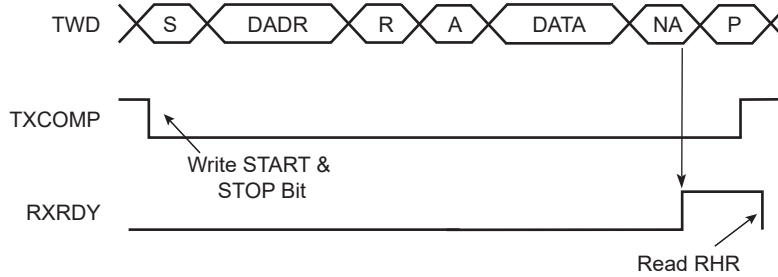 TWD S DADR R A DATA NA P
TXCOMP
Write START &
STOP Bit
RXRDY
Read RHR